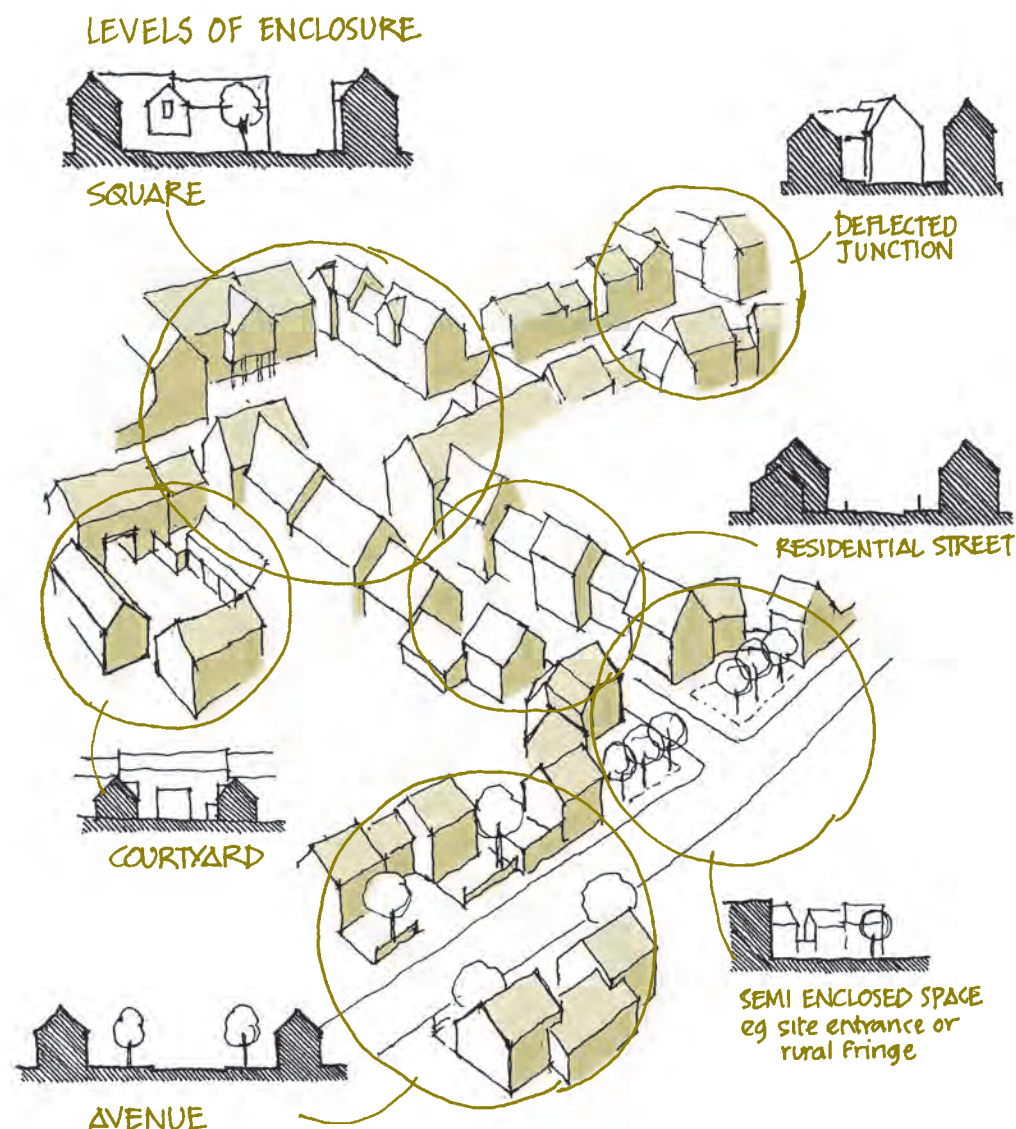 LEVELS OF ENCLOSURE
SQUARE
DEFLECTED
JUNCTION
RESIDENTIAL STREET
COURTYARD
SEMI ENCLOSED SPACE
eg site entrance or
rural fringe
AVENUE